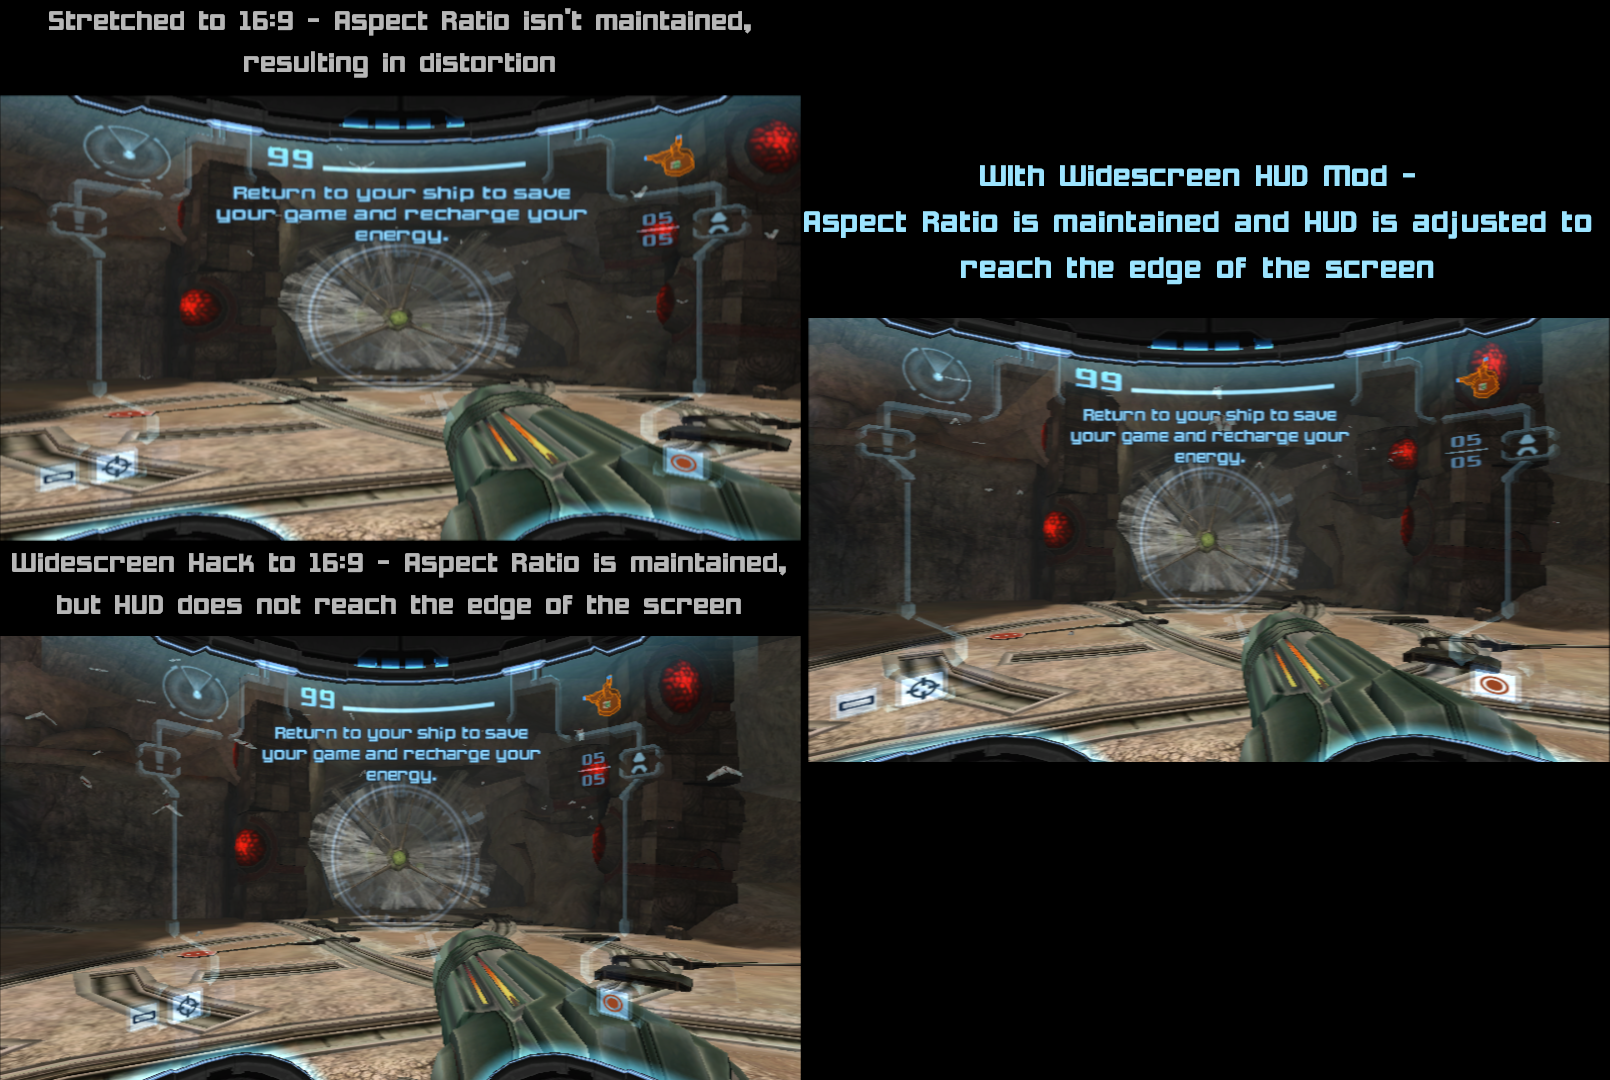 Stretched to 16:9 - Aspect Ratio isn't maintained,
resulting in distortion
99
Return to your ship to save
your game and recharge your
energy.
05
05
Widescreen Hack to 16:9 - Aspect Ratio is maintained,
but HUD does not reach the edge of the screen
99
Return to your ship to save
your game and recharge your
energy.
05
05
WIth Widescreen HUD Mod -
Aspect Ratio is maintained and HUD is adjusted to
reach the edge of the screen
99
Return to your ship to save
your game and recharge your
energy.
05
05